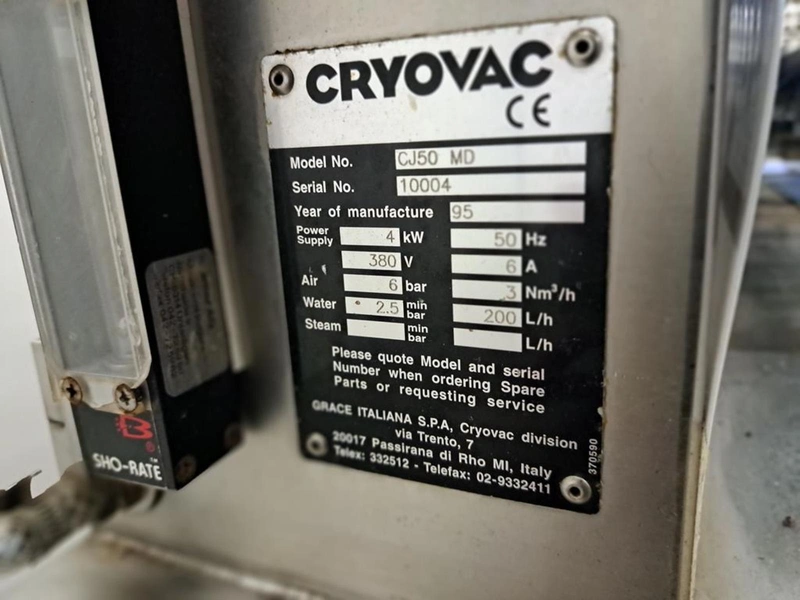 CRYOVAC
CE
Model No. CJ50 MD
Serial No. 10004
Year of manufacture 95
Power Supply 4 kW 50 Hz
380 V 6 A
Air 6 bar 3 Nm³/h
Water 2.5 min bar 200 L/h
Steam min bar L/h
Please quote Model and serial
Number when ordering Spare
Parts or requesting service
GRACE ITALIANA S.P.A, Cryovac division
via Trento, 7
20017 Passirana di Rho MI, Italy
Telex: 332512 - Telefax: 02-9332411
370590
SHO-RATE™